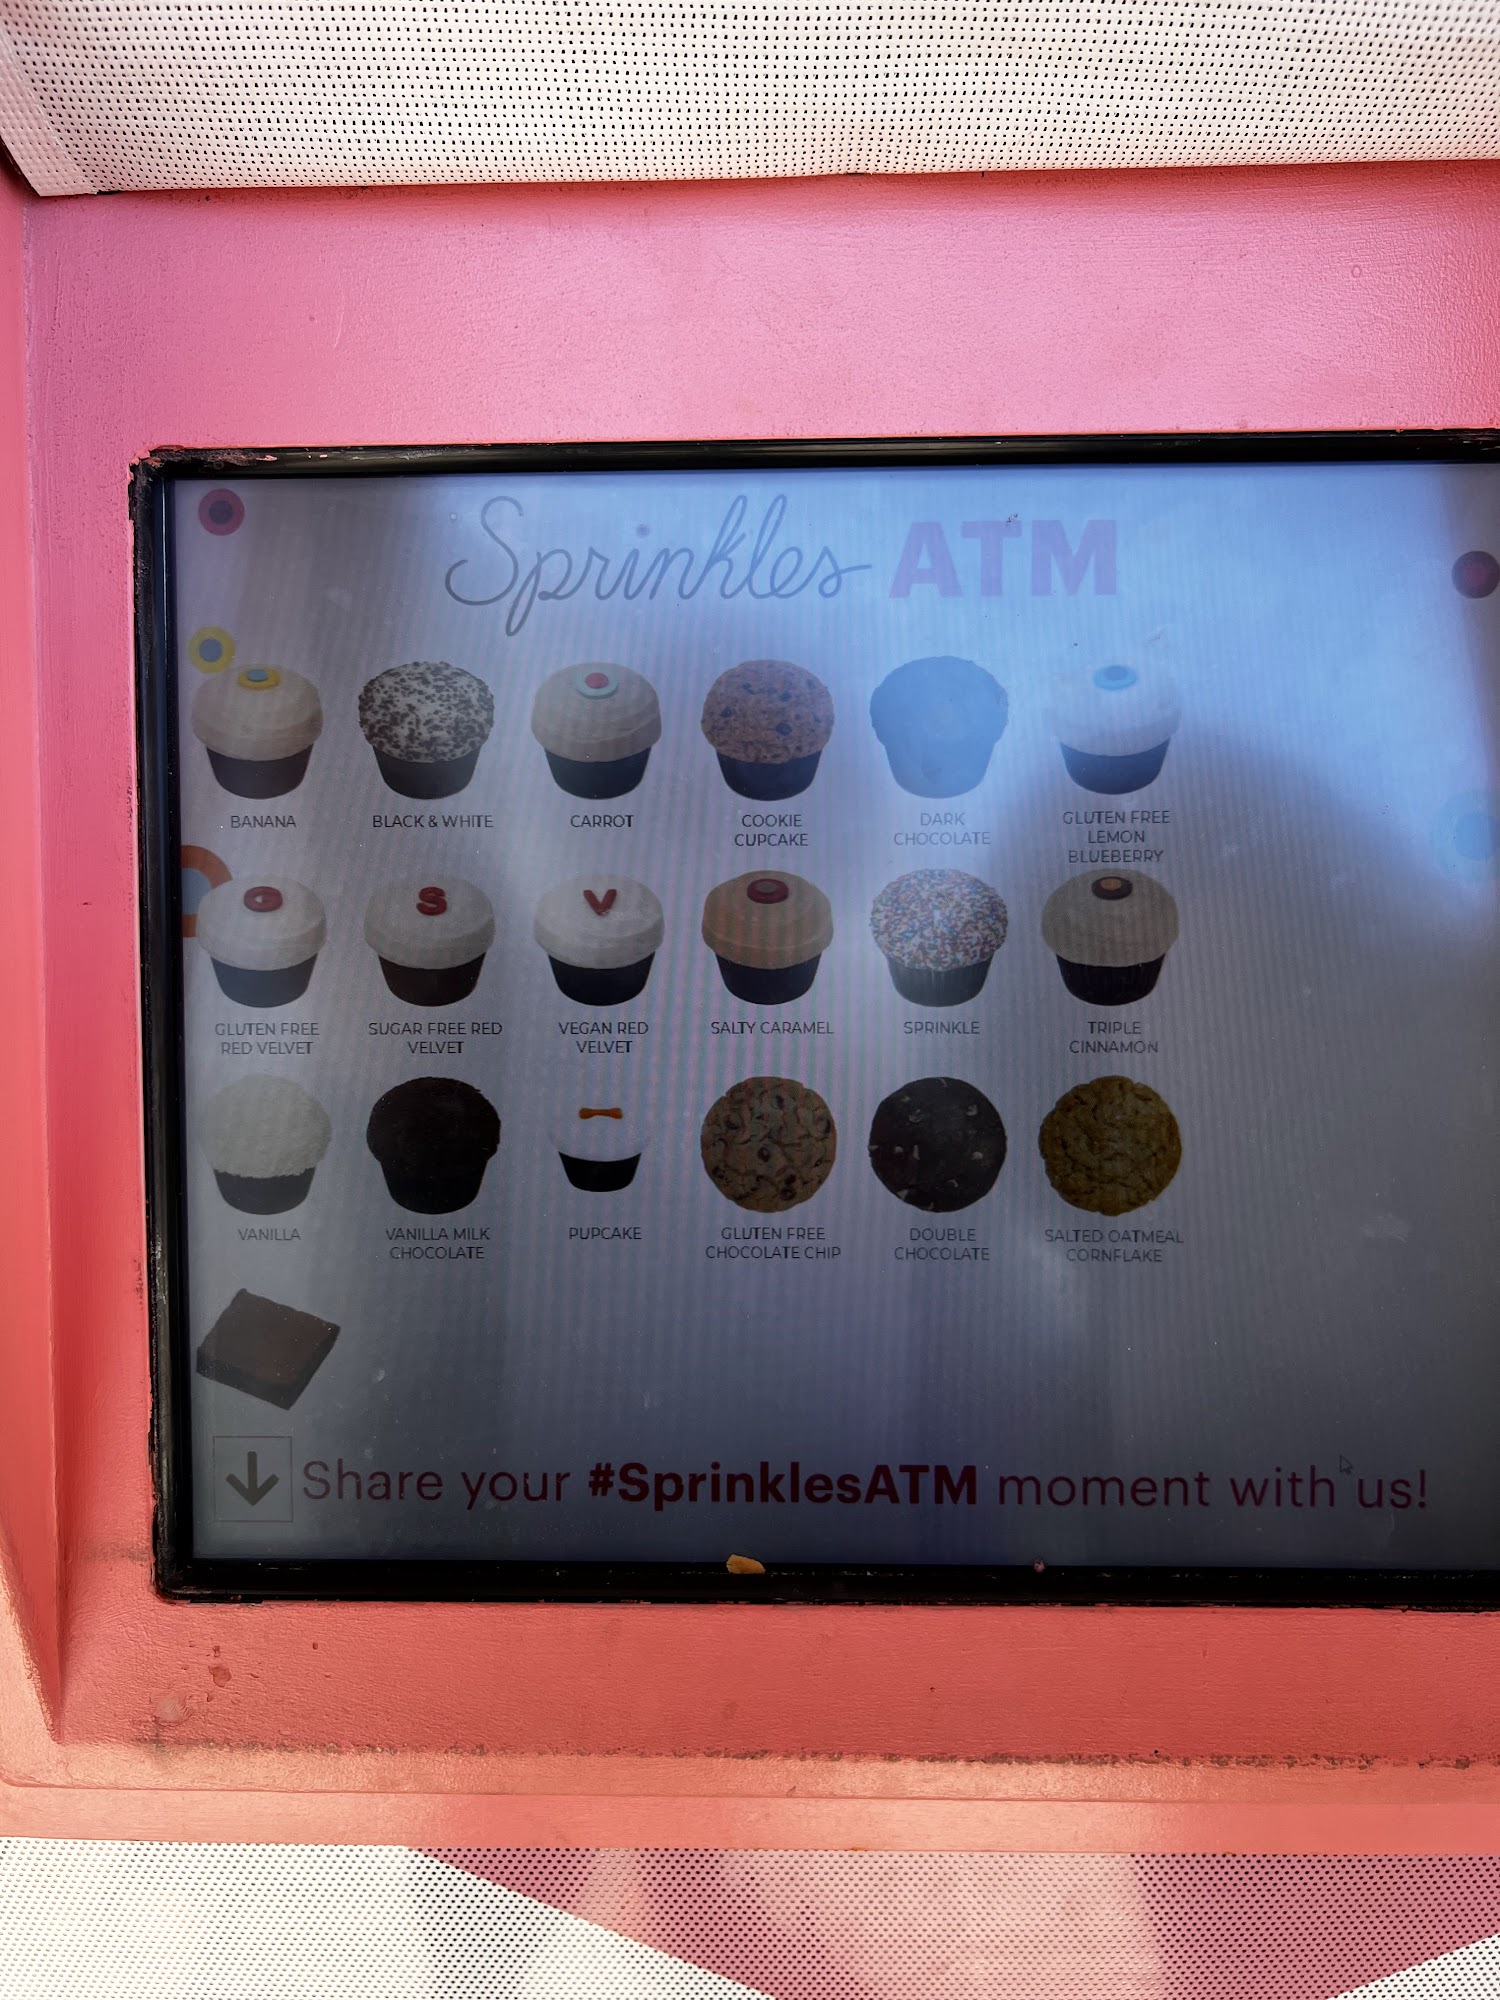 Sprinkles ATM
BANANA
BLACK & WHITE
CARROT
COOKIE
CUPCAKE
DARK
CHOCOLATE
GLUTEN FREE
LEMON
BLUEBERRY
G
S
V
GLUTEN FREE
RED VELVET
SUGAR FREE RED
VELVET
VEGAN RED
VELVET
SALTY CARAMEL
SPRINKLE
TRIPLE
CINNAMON
VANILLA
VANILLA MILK
CHOCOLATE
PUPCAKE
GLUTEN FREE
CHOCOLATE CHIP
DOUBLE
CHOCOLATE
SALTED OATMEAL
CORNFLAKE
Share your #SprinklesATM moment with us!